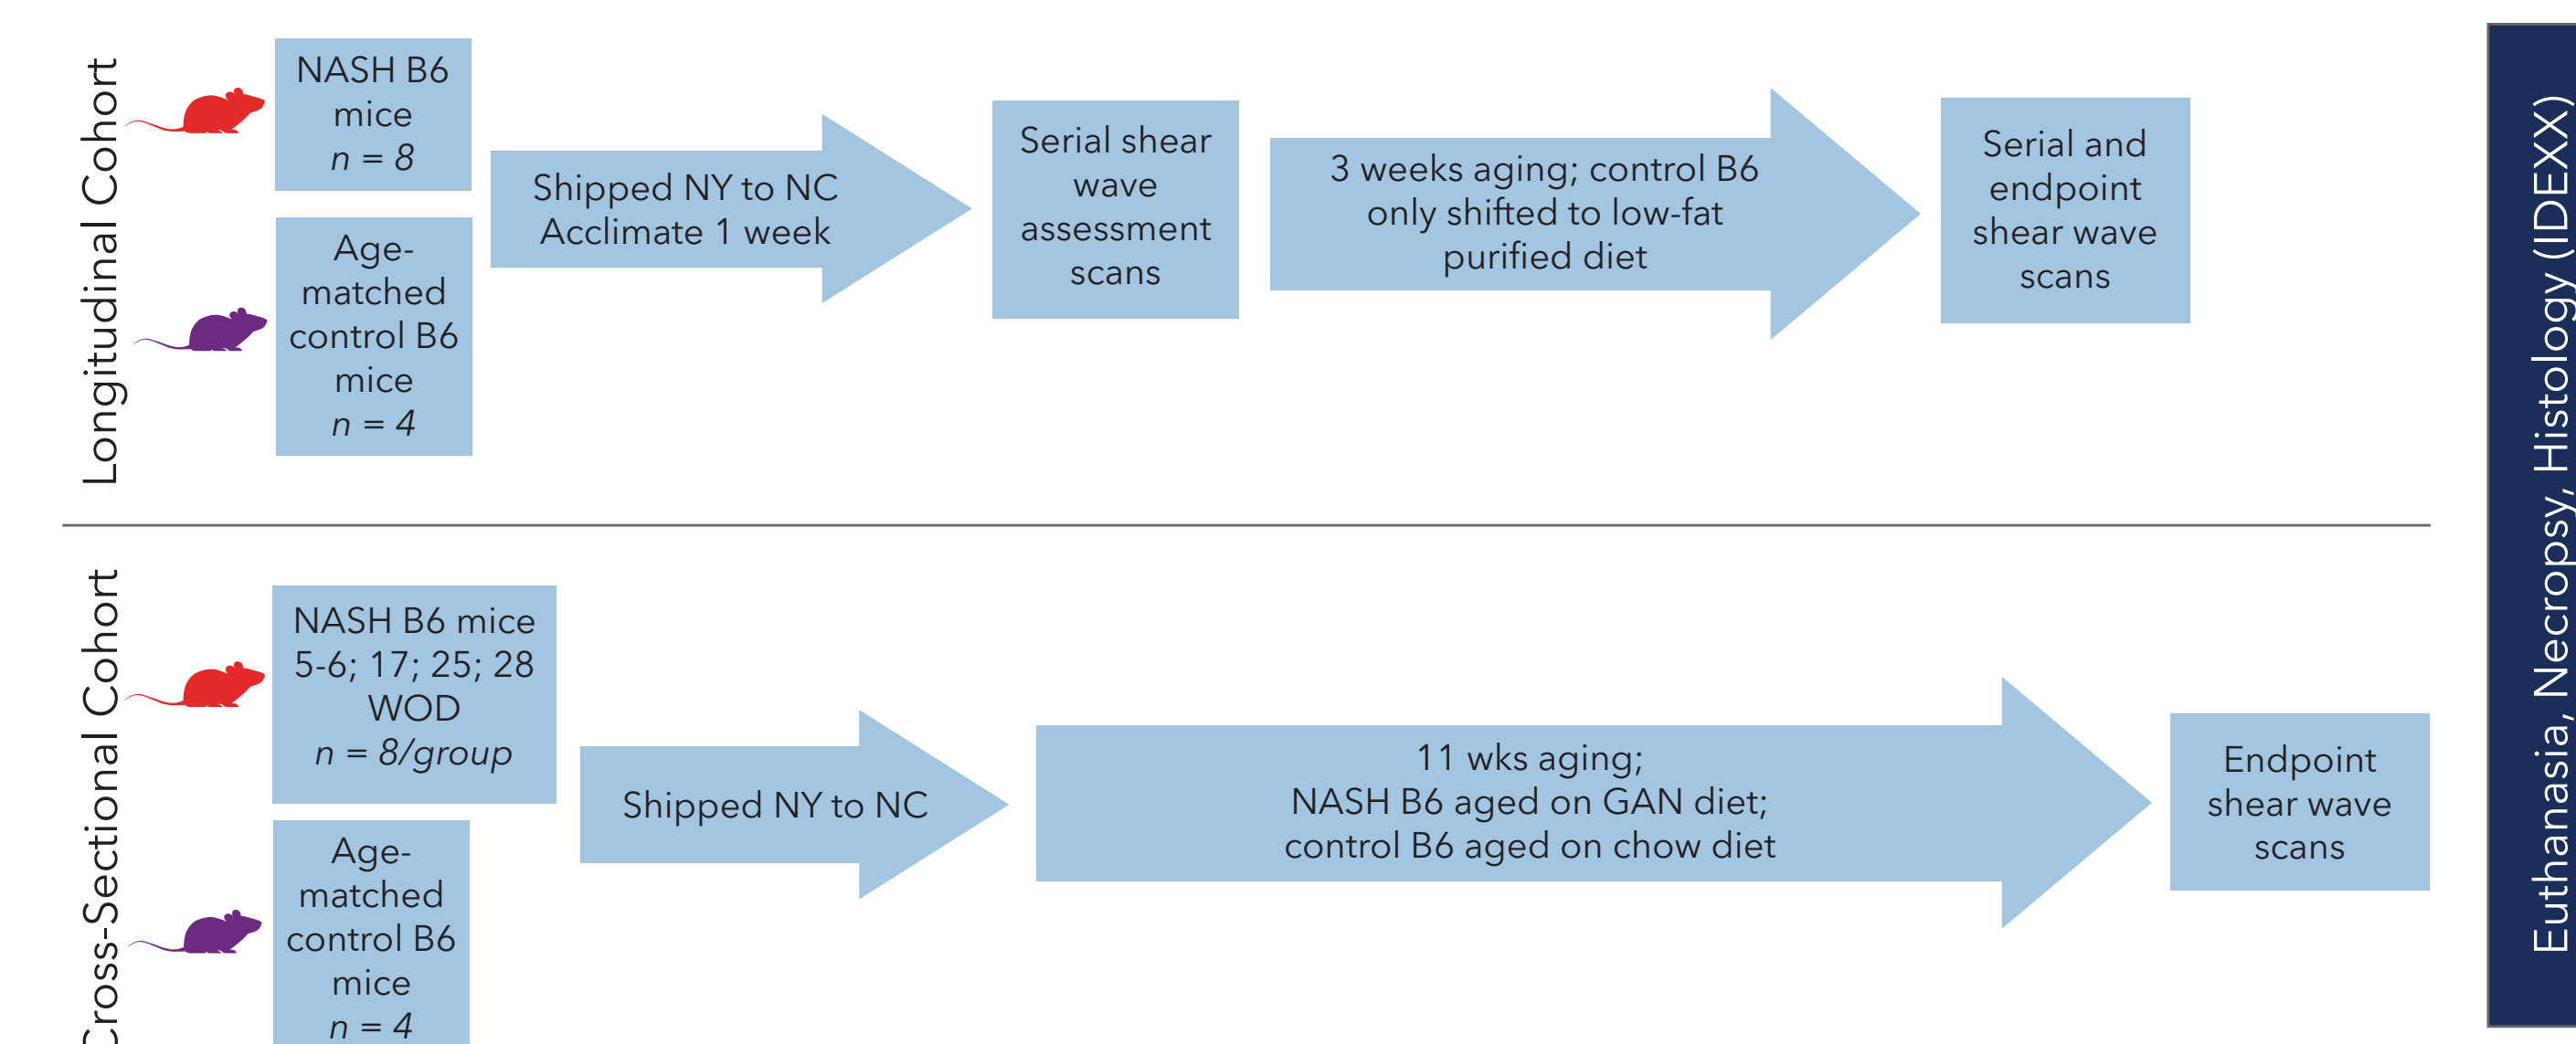 Longitudinal Cohort
NASH B6
mice
n = 8
Age-
matched
control B6
mice
n = 4
Shipped NY to NC
Acclimate 1 week
Serial shear
wave
assessment
scans
3 weeks aging; control B6
only shifted to low-fat
purified diet
Serial and
endpoint
shear wave
scans
Cross-Sectional Cohort
NASH B6 mice
5-6; 17; 25; 28
WOD
n = 8/group
Age-
matched
control B6
mice
n = 4
Shipped NY to NC
11 wks aging;
NASH B6 aged on GAN diet;
control B6 aged on chow diet
Endpoint
shear wave
scans
Euthanasia, Necropsy, Histology (IDEXX)